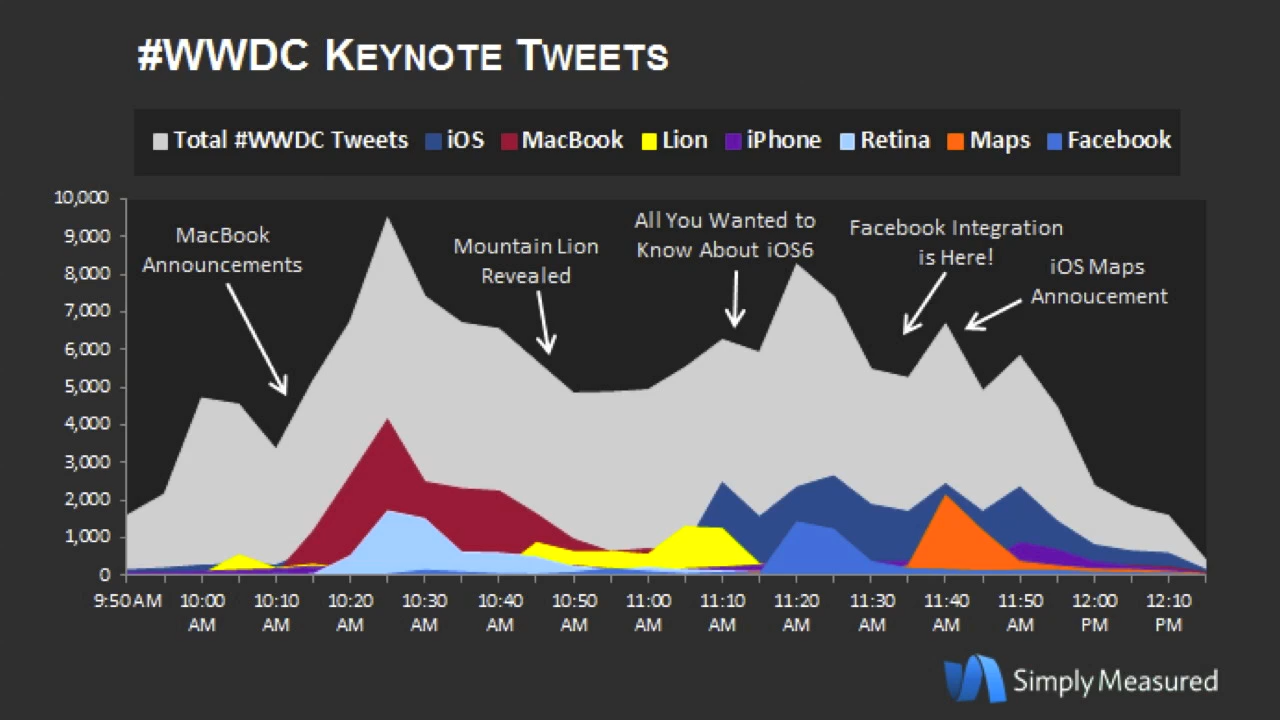 #WWDC KEYNOTE TWEETS
Total #WWDC Tweets iOS MacBook Lion iPhone Retina Maps Facebook
10,000
9,000
8,000
7,000
6,000
5,000
4,000
3,000
2,000
1,000
0
MacBook
Announcements
Mountain Lion
Revealed
All You Wanted to
Know About iOS6
Facebook Integration
is Here!
iOS Maps
Annoucement
9:50 AM 10:00 10:10 10:20 10:30 10:40 10:50 11:00 11:10 11:20 11:30 11:40 11:50 12:00 12:10
AM AM AM AM AM AM AM AM AM AM AM AM PM PM
Simply Measured